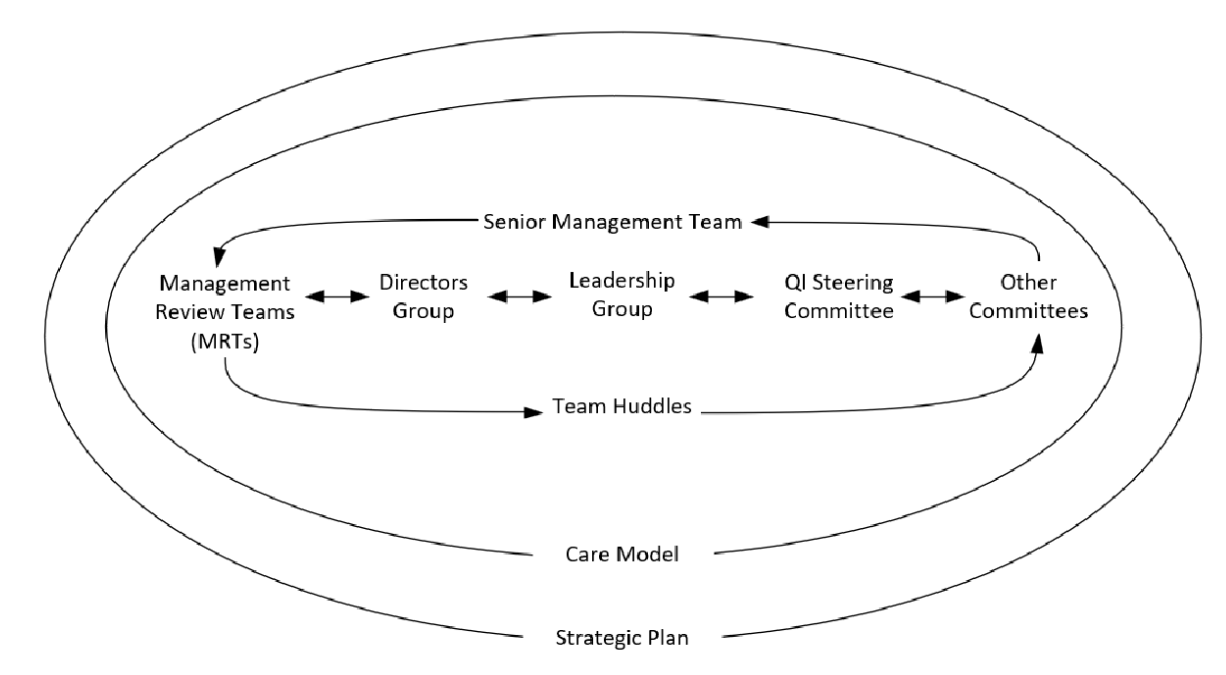 Senior Management Team
Management
Review Teams
(MRTs)
Directors
Group
Leadership
Group
QI Steering
Committee
Other
Committees
Team Huddles
Care Model
Strategic Plan